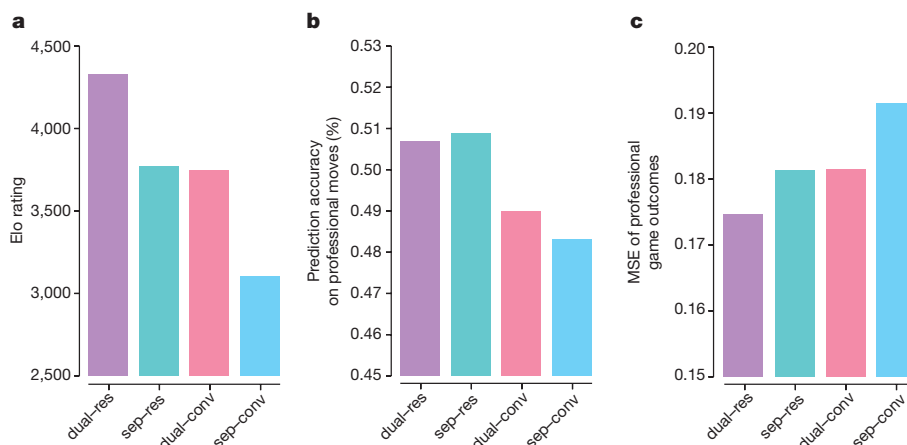 a
Elo rating
4,500
4,000
3,500
3,000
2,500
dual–res
sep–res
dual–conv
sep–conv
b
Prediction accuracy
on professional moves (%)
0.53
0.52
0.51
0.50
0.49
0.48
0.47
0.46
0.45
dual–res
sep–res
dual–conv
sep–conv
c
MSE of professional
game outcomes
0.20
0.19
0.18
0.17
0.16
0.15
dual–res
sep–res
dual–conv
sep–conv